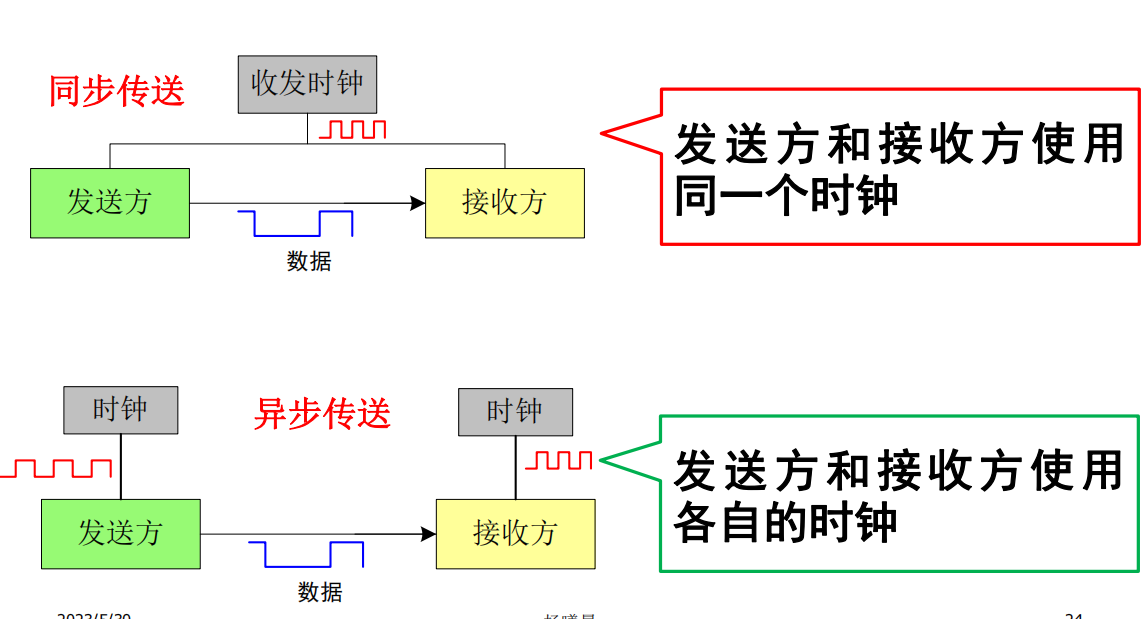 同步传送
收发时钟
发送方
接收方
数据
发送方和接收方使用
同一个时钟
时钟
异步传送
时钟
发送方
接收方
数据
发送方和接收方使用
各自的时钟